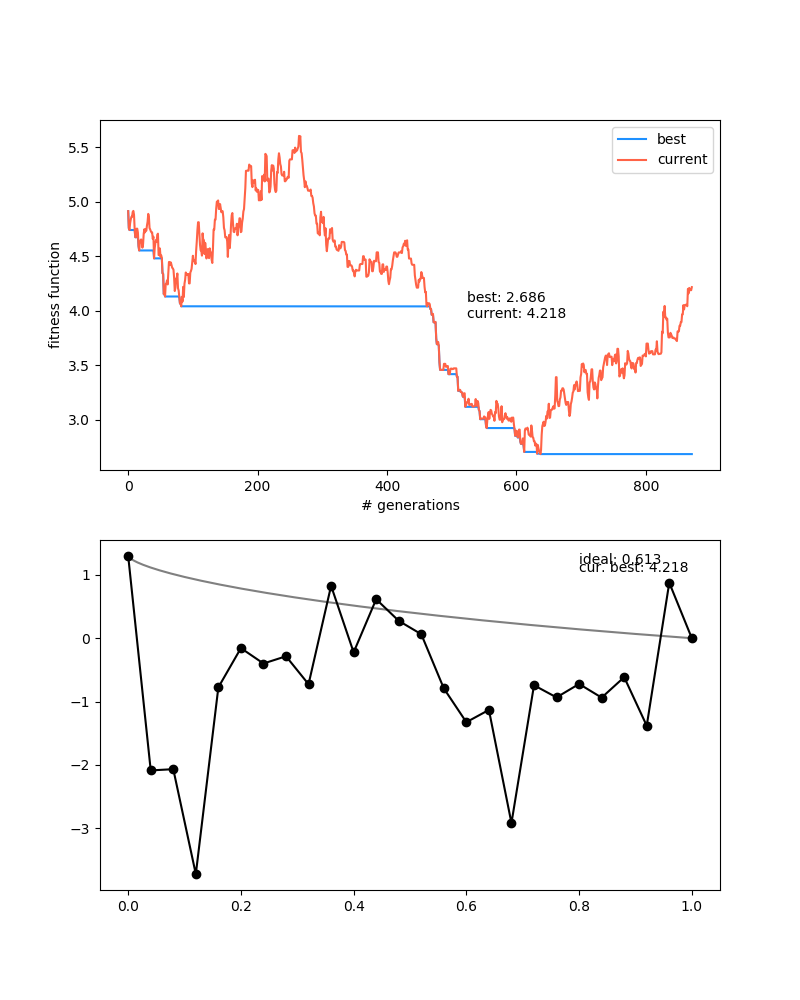 5.5
5.0
4.5
4.0
3.5
3.0
fitness function
best
current
best: 2.686
current: 4.218
0
200
400
600
800
# generations
1
0
−1
−2
−3
ideal: 0.613
cur. best: 4.218
0.0
0.2
0.4
0.6
0.8
1.0